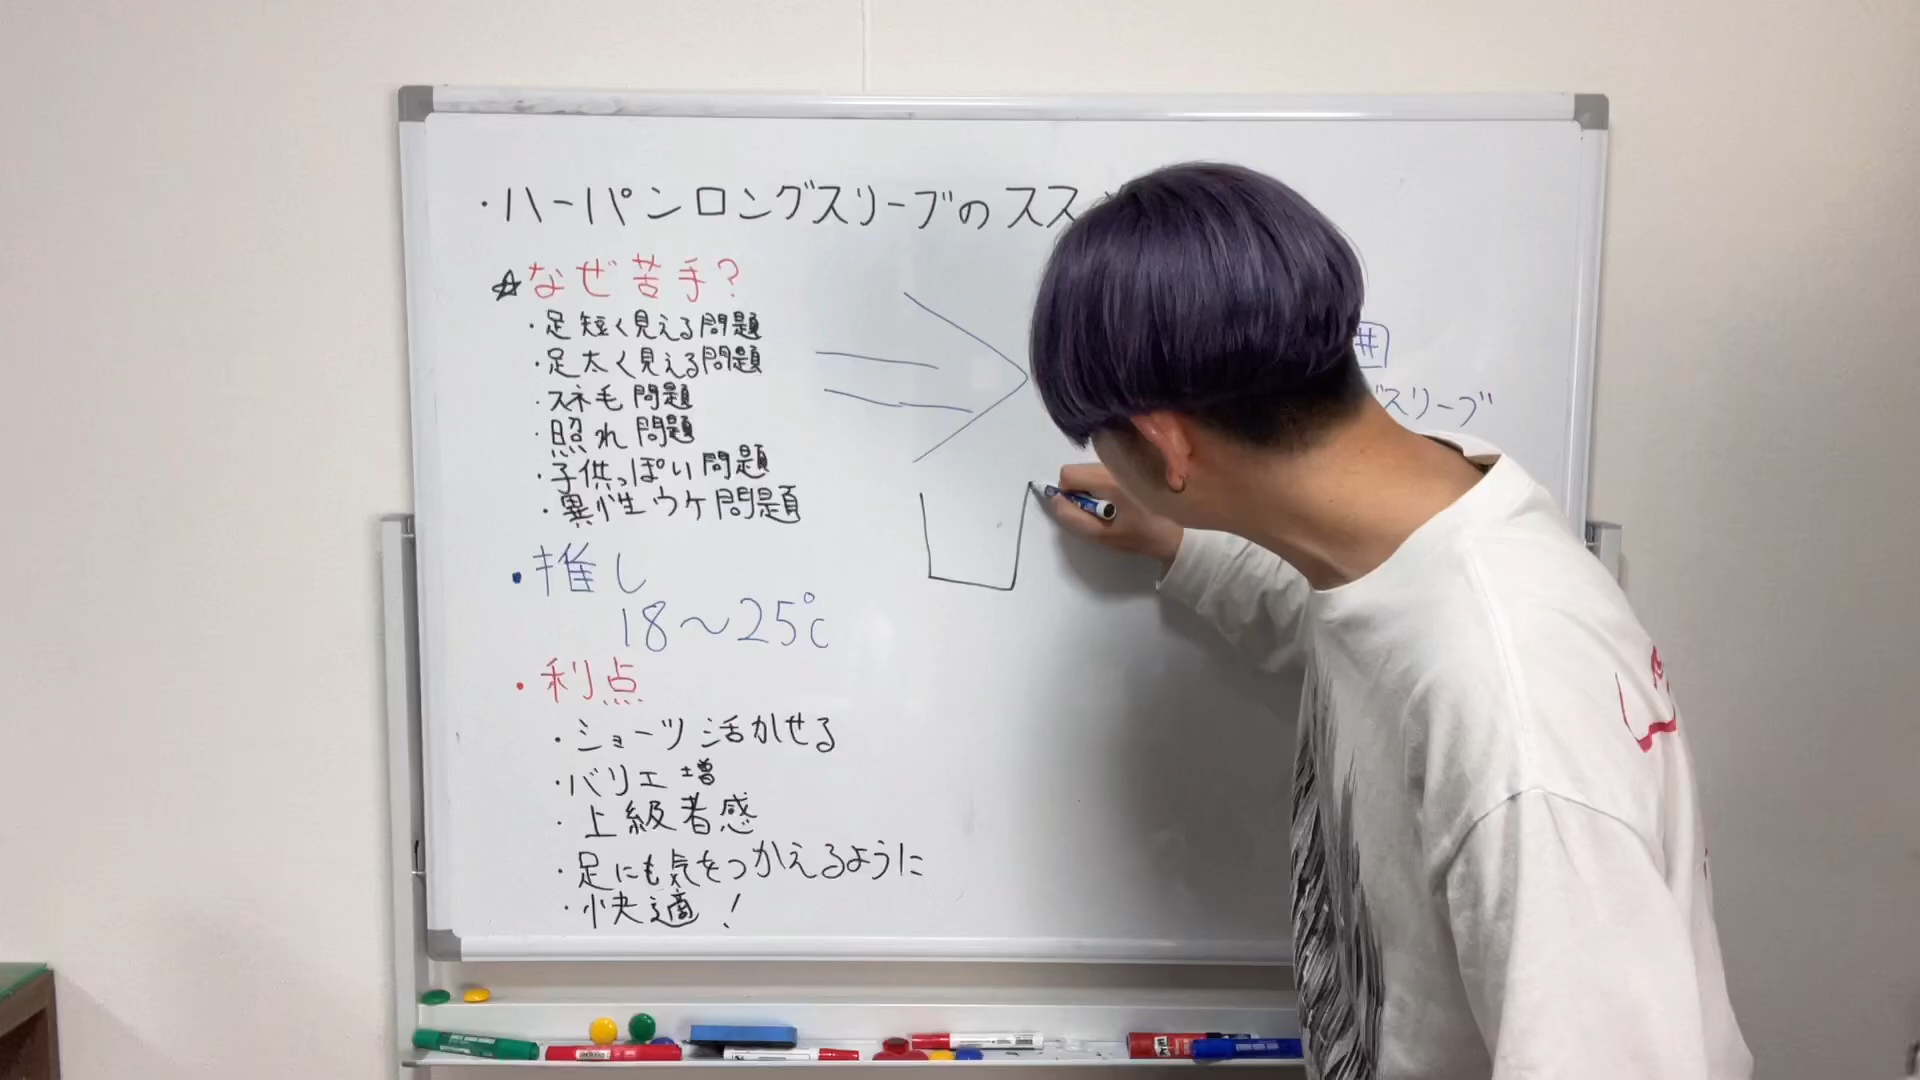 ・ハーパンロングスリーブのスス
☆なぜ苦手?
・足短く見える問題
・足太く見える問題
・スネ毛問題
・照れ問題
・子供っぽい問題
・異性ウケ問題
・推し
18〜25℃
・利点
・ショーツ活かせる
・バリエ増
・上級者感
・足にも気をつかえるように
・快適!
#
スリーブ